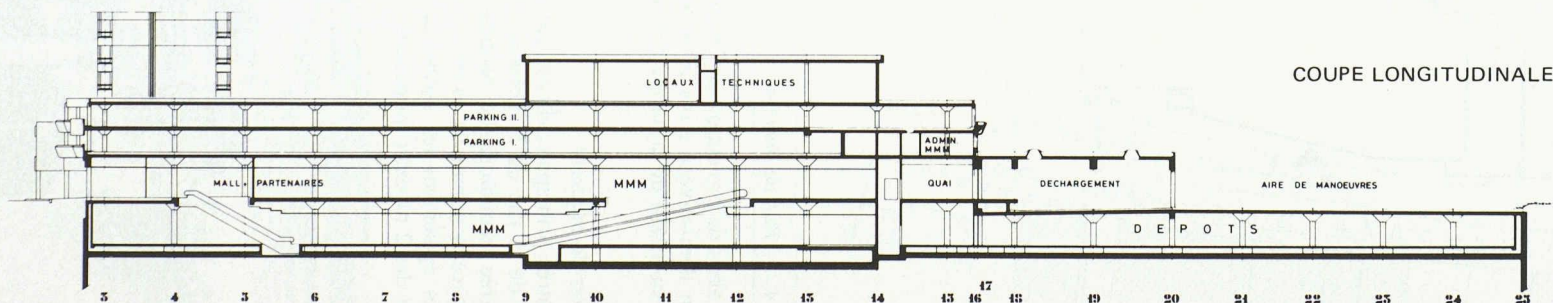 COUPE LONGITUDINALE
LOCAUX TECHNIQUES
PARKING II.
PARKING I.
ADMIN.
MMM
MALL + PARTENAIRES
MMM
QUAI
DECHARGEMENT
AIRE DE MANOEUVRES
MMM
DEPOTS
3 4 5 6 7 8 9 10 11 12 13 14 15 16 17 18 19 20 21 22 23 24 25